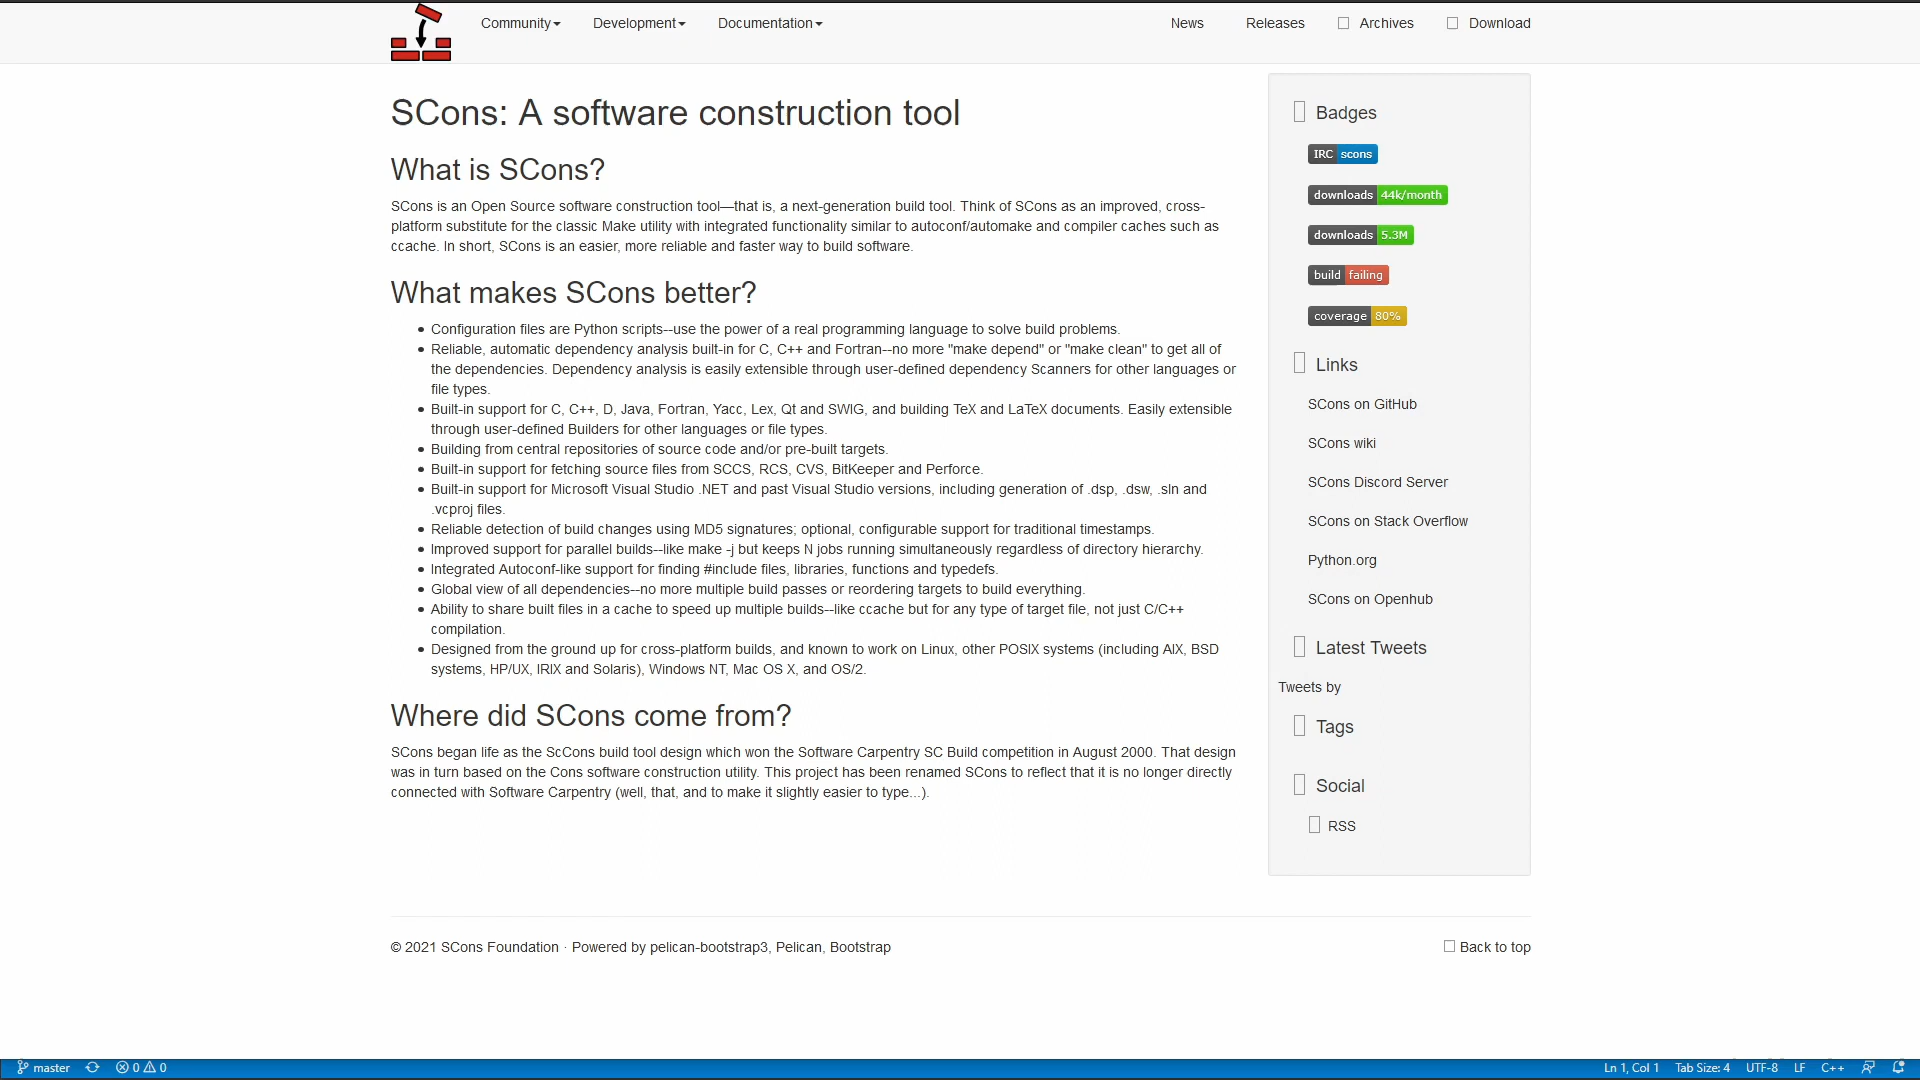 Community
Development
Documentation
News
Releases
Archives
Download
SCons: A software construction tool
What is SCons?
SCons is an Open Source software construction tool—that is, a next-generation build tool. Think of SCons as an improved, cross-
platform substitute for the classic Make utility with integrated functionality similar to autoconf/automake and compiler caches such as
ccache. In short, SCons is an easier, more reliable and faster way to build software.
What makes SCons better?
• Configuration files are Python scripts--use the power of a real programming language to solve build problems.
• Reliable, automatic dependency analysis built-in for C, C++ and Fortran--no more "make depend" or "make clean" to get all of
the dependencies. Dependency analysis is easily extensible through user-defined dependency Scanners for other languages or
file types.
• Built-in support for C, C++, D, Java, Fortran, Yacc, Lex, Qt and SWIG, and building TeX and LaTeX documents. Easily extensible
through user-defined Builders for other languages or file types.
• Building from central repositories of source code and/or pre-built targets.
• Built-in support for fetching source files from SCCS, RCS, CVS, BitKeeper and Perforce.
• Built-in support for Microsoft Visual Studio .NET and past Visual Studio versions, including generation of .dsp, .dsw, .sln and
.vcproj files.
• Reliable detection of build changes using MD5 signatures; optional, configurable support for traditional timestamps.
• Improved support for parallel builds--like make -j but keeps N jobs running simultaneously regardless of directory hierarchy.
• Integrated Autoconf-like support for finding #include files, libraries, functions and typedefs.
• Global view of all dependencies--no more multiple build passes or reordering targets to build everything.
• Ability to share built files in a cache to speed up multiple builds--like ccache but for any type of target file, not just C/C++
compilation.
• Designed from the ground up for cross-platform builds, and known to work on Linux, other POSIX systems (including AIX, BSD
systems, HP/UX, IRIX and Solaris), Windows NT, Mac OS X, and OS/2.
Where did SCons come from?
SCons began life as the ScCons build tool design which won the Software Carpentry SC Build competition in August 2000. That design
was in turn based on the Cons software construction utility. This project has been renamed SCons to reflect that it is no longer directly
connected with Software Carpentry (well, that, and to make it slightly easier to type...).
Badges
IRC scons
downloads 44k/month
downloads 5.3M
build failing
coverage 80%
Links
SCons on GitHub
SCons wiki
SCons Discord Server
SCons on Stack Overflow
Python.org
SCons on Openhub
Latest Tweets
Tweets by
Tags
Social
RSS
© 2021 SCons Foundation · Powered by pelican-bootstrap3, Pelican, Bootstrap
Back to top
master
0
0
Ln 1, Col 1
Tab Size: 4
UTF-8
LF
C++